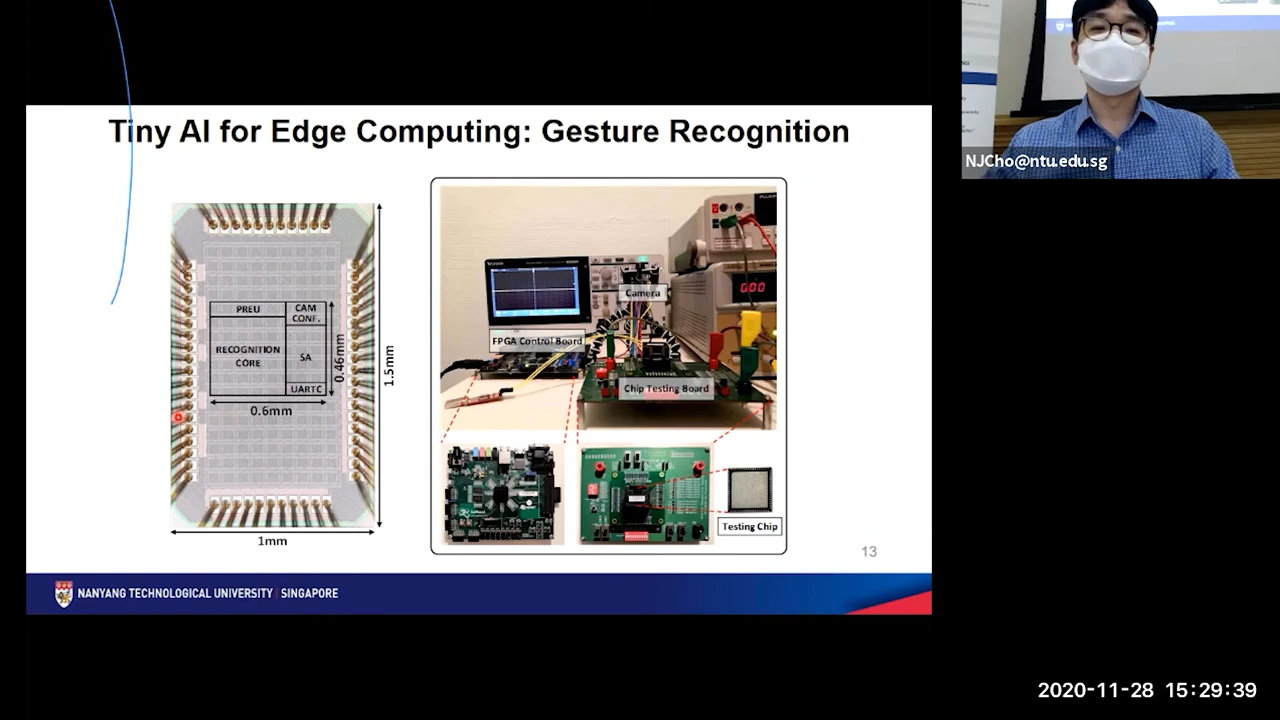 Tiny AI for Edge Computing: Gesture Recognition
PREU
CAM
CONF.
RECOGNITION
CORE
SA
UARTC
0.46mm
0.6mm
1.5mm
1mm
Camera
000
FPGA Control Board
Chip Testing Board
Testing Chip
13
NANYANG TECHNOLOGICAL UNIVERSITY SINGAPORE
NJCho@ntu.edu.sg
2020-11-28 15:29:39